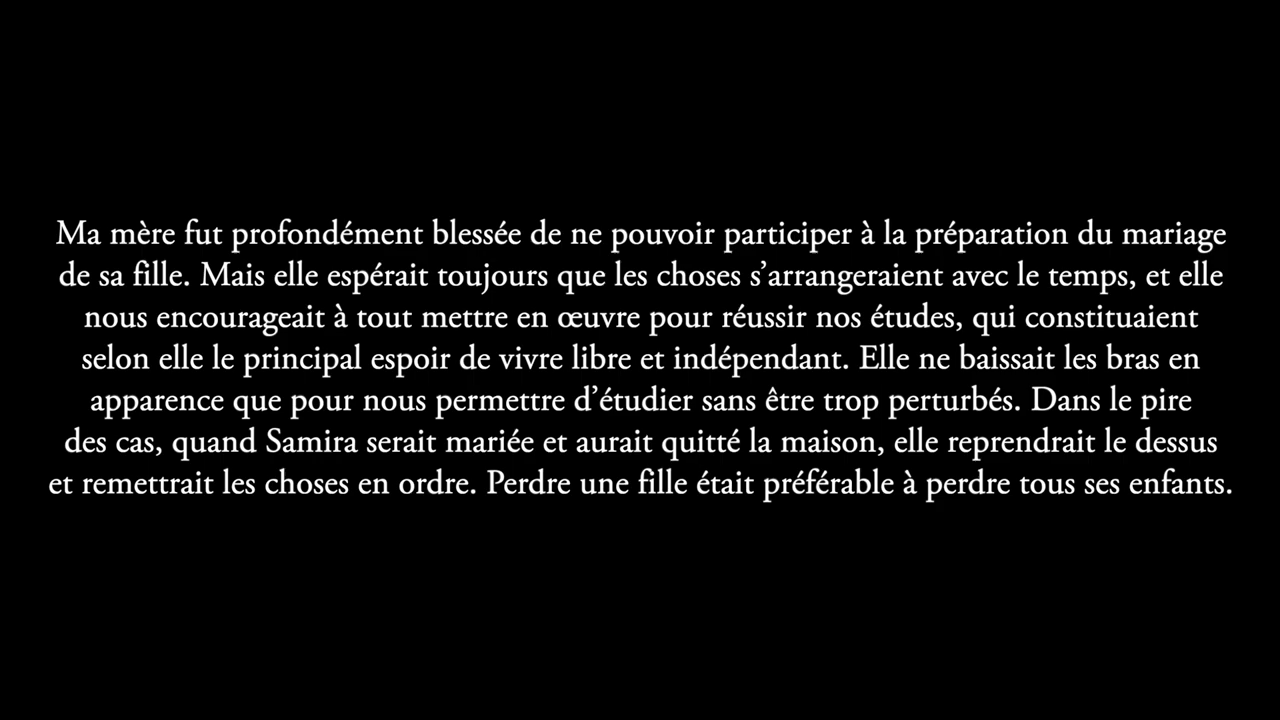 Ma mère fut profondément blessée de ne pouvoir participer à la préparation du mariage
de sa fille. Mais elle espérait toujours que les choses s’arrangeraient avec le temps, et elle
nous encourageait à tout mettre en œuvre pour réussir nos études, qui constituaient
selon elle le principal espoir de vivre libre et indépendant. Elle ne baissait les bras en
apparence que pour nous permettre d’étudier sans être trop perturbés. Dans le pire
des cas, quand Samira serait mariée et aurait quitté la maison, elle reprendrait le dessus
et remettrait les choses en ordre. Perdre une fille était préférable à perdre tous ses enfants.